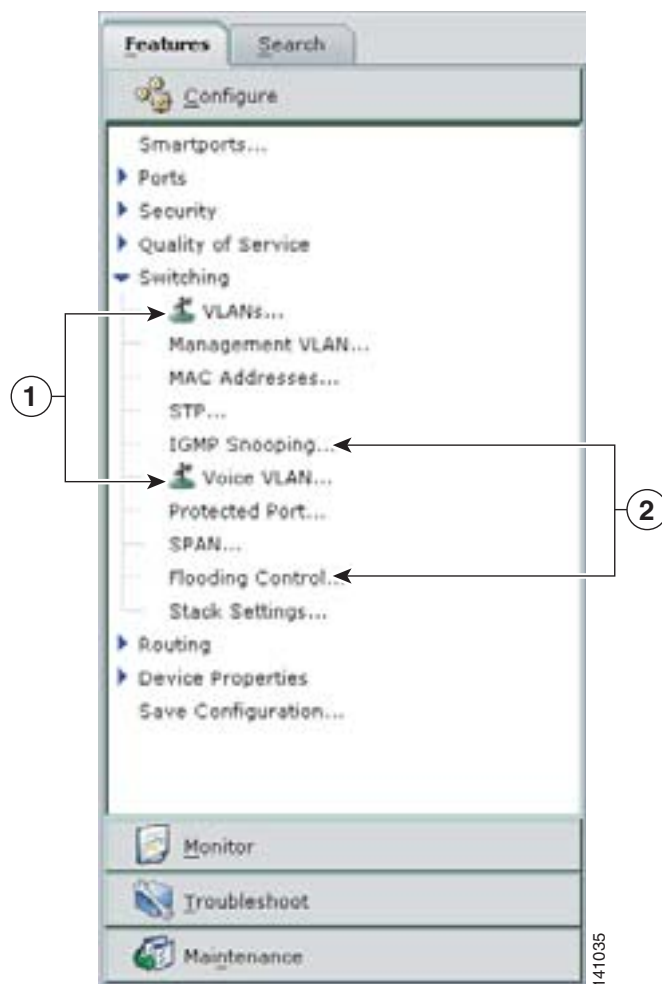 Features Search
Configure
Smartports...
Ports
Security
Quality of Service
Switching
VLANs...
Management VLAN...
MAC Addresses...
STP...
IGMP Snooping...
Voice VLAN...
Protected Port...
SPAN...
Flooding Control...
Stack Settings...
Routing
Device Properties
Save Configuration...
Monitor
Troubleshoot
Maintenance
1
2
141035